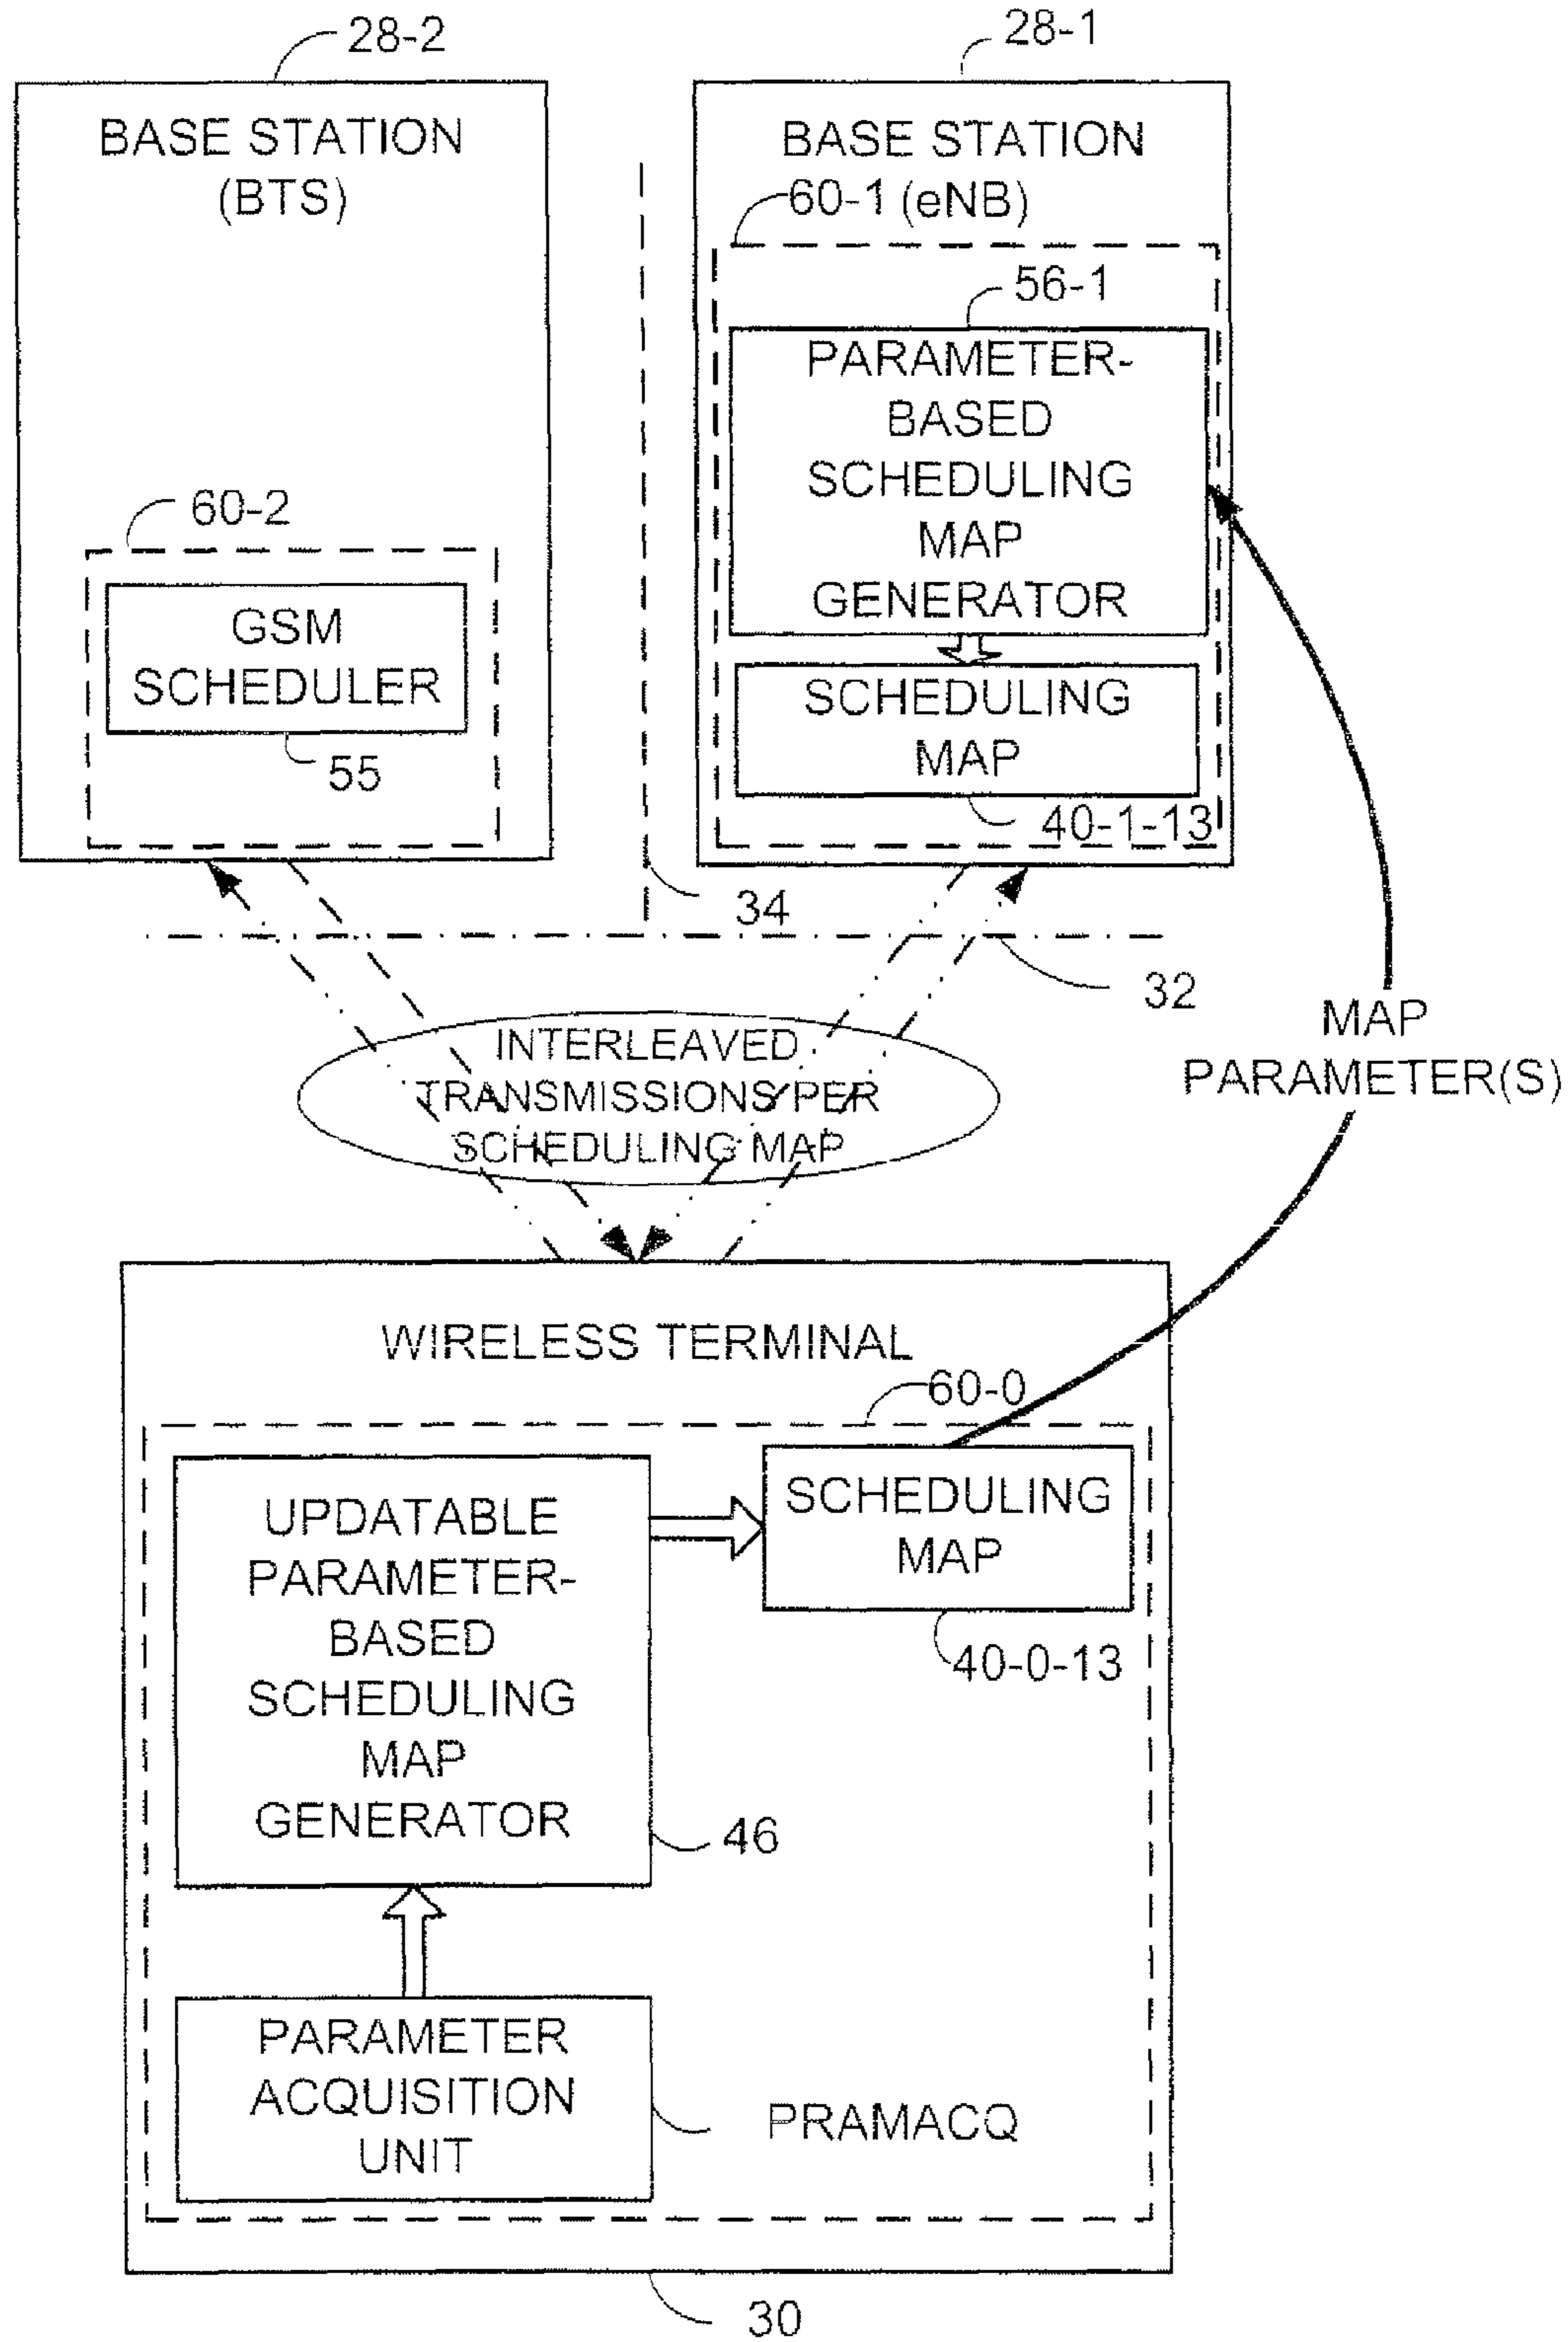 28-2
28-1
BASE STATION
(BTS)
BASE STATION
60-1 (eNB)
56-1
PARAMETER-
BASED
SCHEDULING
MAP
GENERATOR
60-2
GSM
SCHEDULER
55
SCHEDULING
MAP
40-1-13
34
32
INTERLEAVED
TRANSMISSIONS PER
SCHEDULING MAP
MAP
PARAMETER(S)
WIRELESS TERMINAL
60-0
SCHEDULING
MAP
40-0-13
UPDATABLE
PARAMETER-
BASED
SCHEDULING
MAP
GENERATOR
46
PARAMETER
ACQUISITION
UNIT
PRAMACQ
30